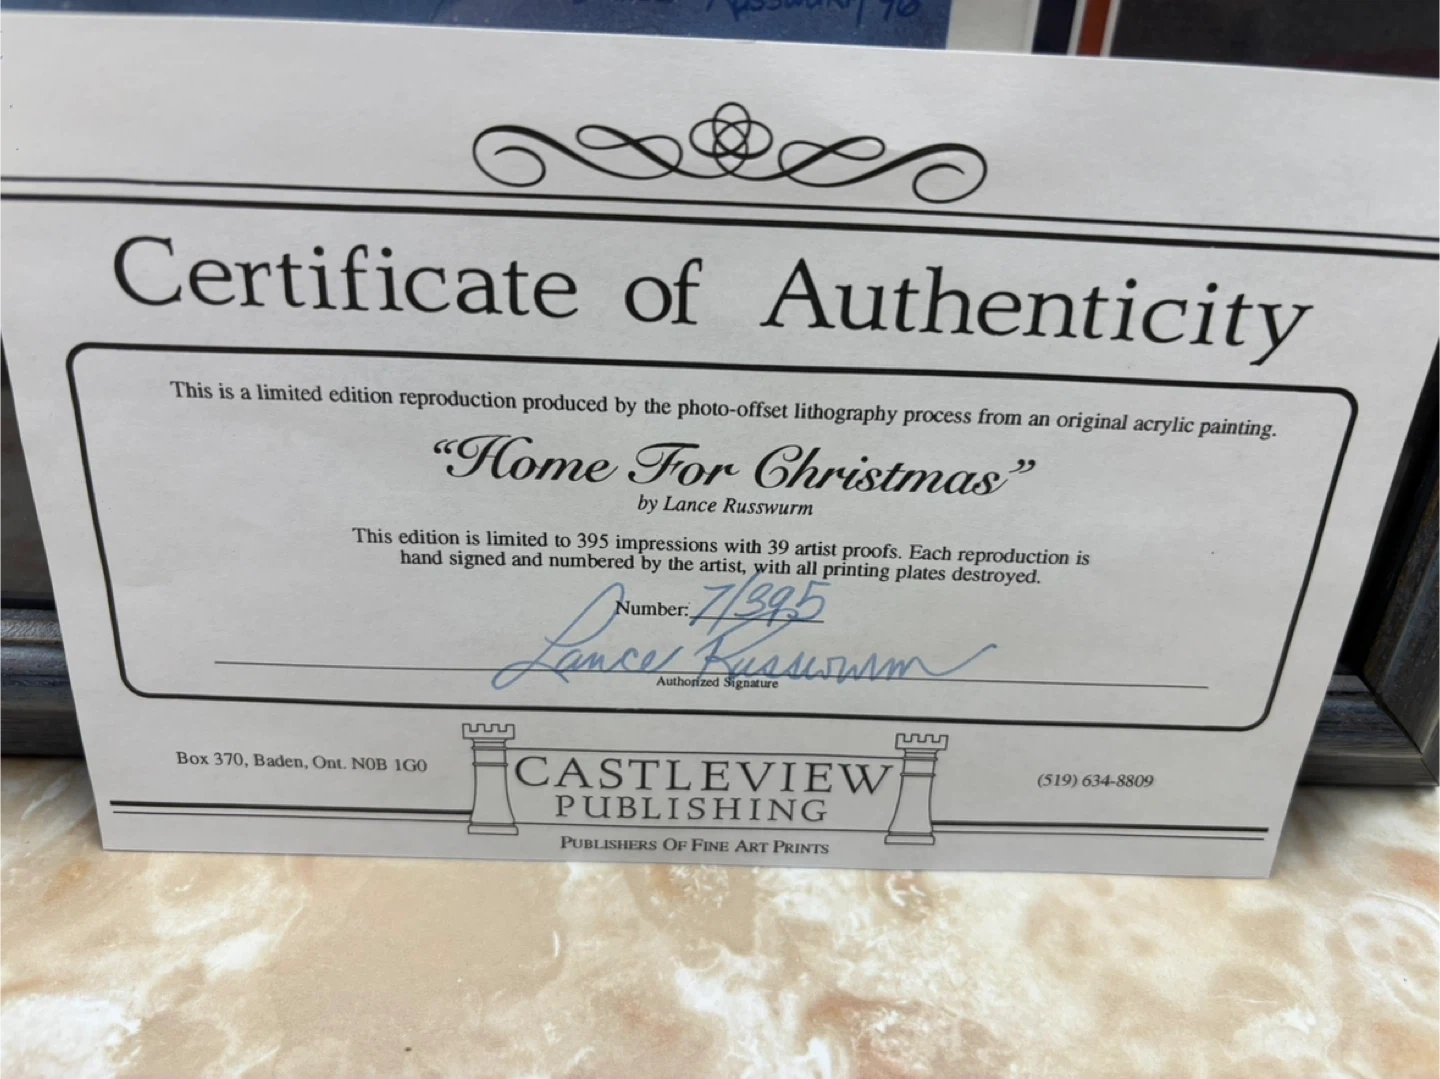 Russwurm/96
Certificate of Authenticity
This is a limited edition reproduction produced by the photo-offset lithography process from an original acrylic painting.
“Home For Christmas”
by Lance Russwurm
This edition is limited to 395 impressions with 39 artist proofs. Each reproduction is
hand signed and numbered by the artist, with all printing plates destroyed.
Number: 7/395
Lance Russwurm
Authorized Signature
Box 370, Baden, Ont. N0B 1G0
CASTLEVIEW
PUBLISHING
(519) 634-8809
PUBLISHERS OF FINE ART PRINTS